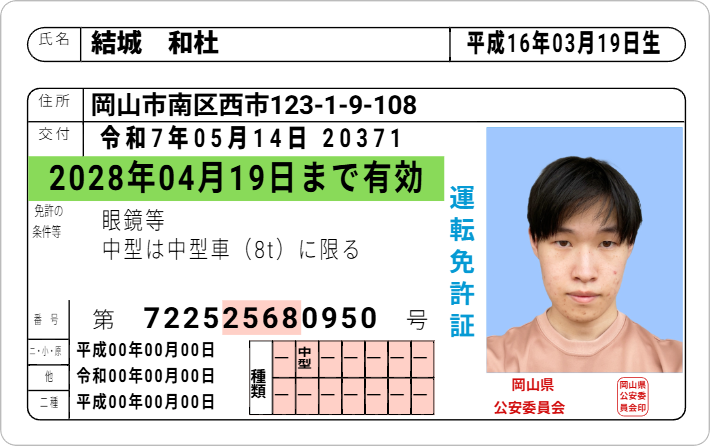 氏名 結城　和杜 平成16年03月19日生
住所 岡山市南区西市123-1-9-108
交付 令和7年05月14日 20371
2028年04月19日まで有効
免許の
条件等
眼鏡等
中型は中型車（8t）に限る
運転免許証
番号 第 722525680950 号
二・小・原 平成00年00月00日
他 令和00年00月00日
二種 平成00年00月00日
種類
― 中型 ― ― ― ― ―
― ― ― ― ― ― ―
岡山県
公安委員会
岡山県
公安委
員会印